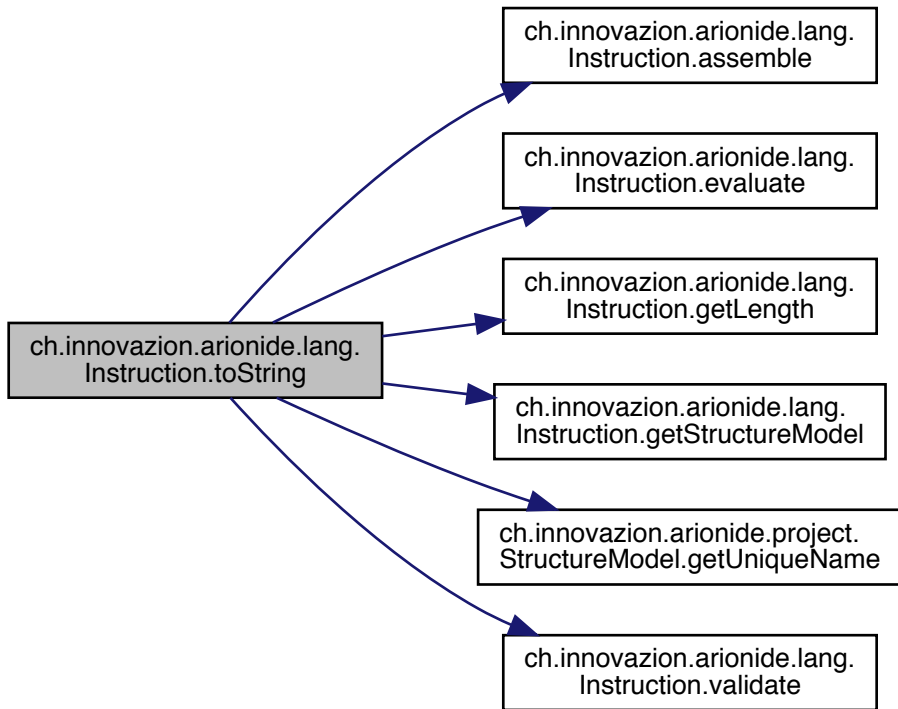 ch.innovazion.arionide.lang.
Instruction.toString
ch.innovazion.arionide.lang.
Instruction.assemble
ch.innovazion.arionide.lang.
Instruction.evaluate
ch.innovazion.arionide.lang.
Instruction.getLength
ch.innovazion.arionide.lang.
Instruction.getStructureModel
ch.innovazion.arionide.project.
StructureModel.getUniqueName
ch.innovazion.arionide.lang.
Instruction.validate